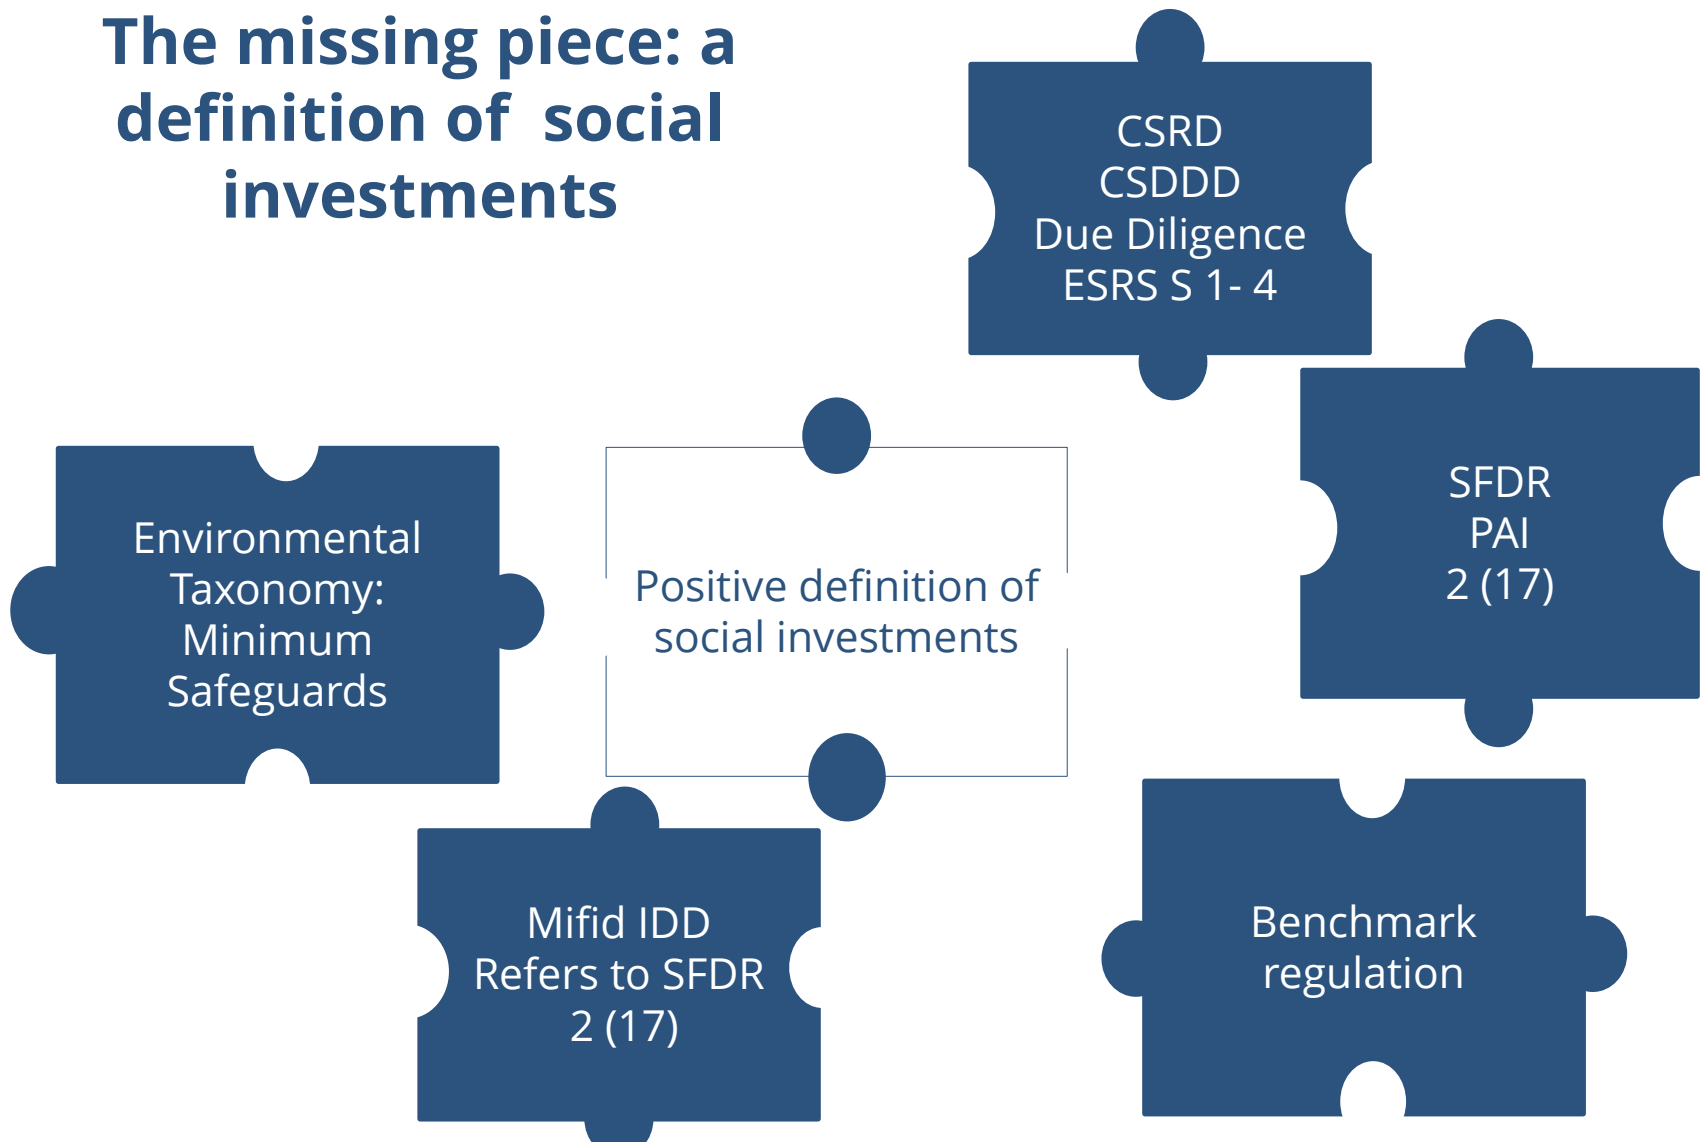 The missing piece: a
definition of  social
investments
CSRD
CSDDD
Due Diligence
ESRS S 1- 4
SFDR
PAI
2 (17)
Environmental
Taxonomy:
Minimum
Safeguards
Positive definition of
social investments
Mifid IDD
Refers to SFDR
2 (17)
Benchmark
regulation